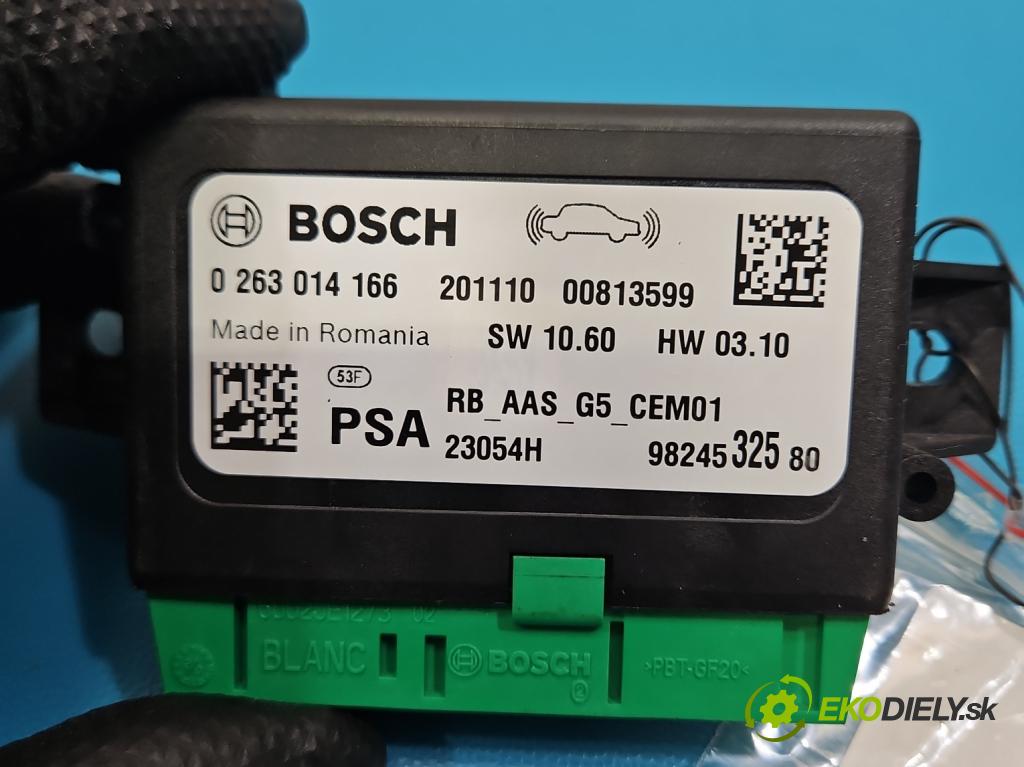 BOSCH
0 263 014 166 201110 00813599
Made in Romania SW 10.60 HW 03.10
53F
PSA RB_AAS_G5_CEM01
23054H 98245 325 80
BLANC BOSCH >PBT-GF20<
2
EKODIELY.sk